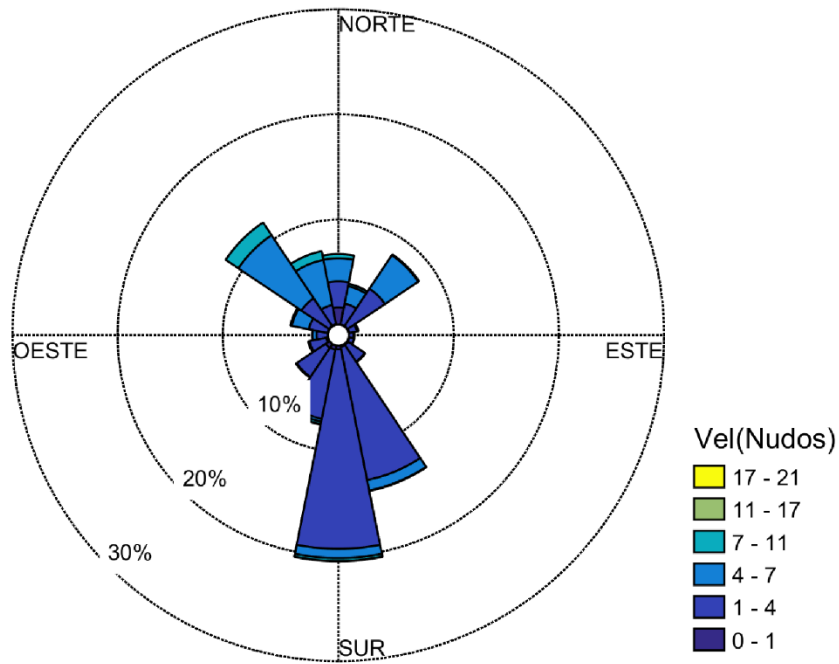 NORTE
OESTE
ESTE
10%
20%
30%
SUR
Vel(Nudos)
17 - 21
11 - 17
7 - 11
4 - 7
1 - 4
0 - 1